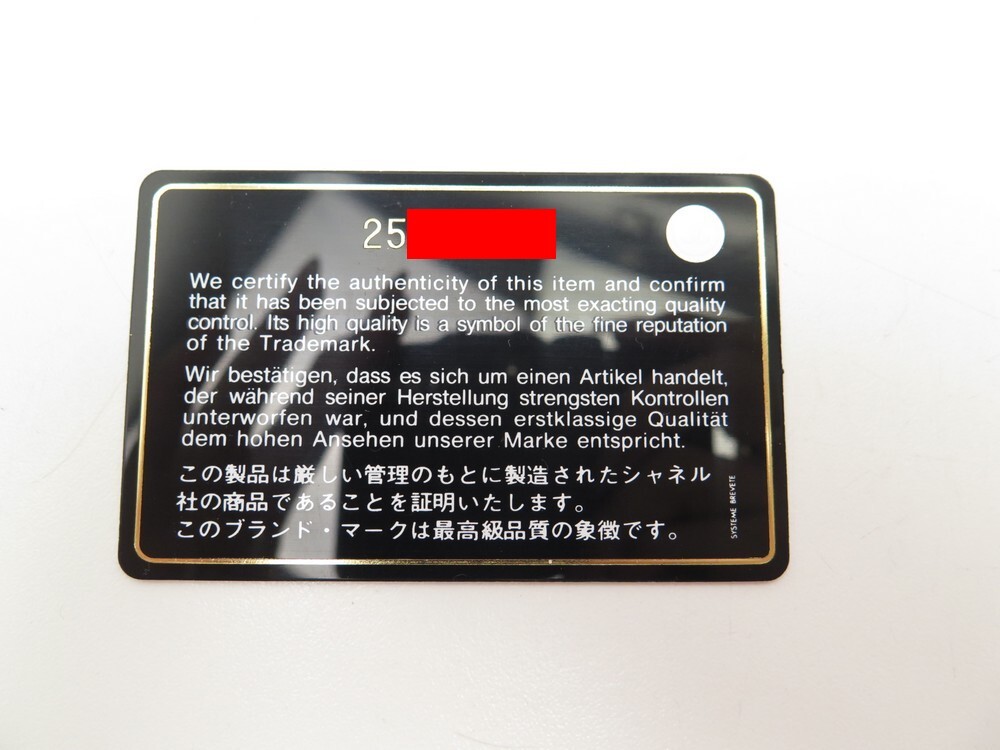 25
We certify the authenticity of this item and confirm
that it has been subjected to the most exacting quality
control. Its high quality is a symbol of the fine reputation
of the Trademark.
Wir bestätigen, dass es sich um einen Artikel handelt,
der während seiner Herstellung strengsten Kontrollen
unterworfen war, und dessen erstklassige Qualität
dem hohen Ansehen unserer Marke entspricht.
この製品は厳しい管理のもとに製造されたシャネル
社の商品であることを証明いたします。
このブランド・マークは最高級品質の象徴です。
SYSTEME BREVETE